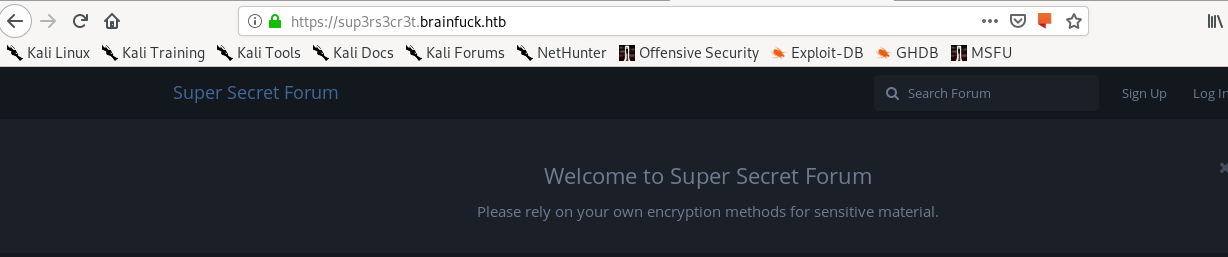 https://sup3rs3cr3t.brainfuck.htb
Kali Linux Kali Training Kali Tools Kali Docs Kali Forums NetHunter Offensive Security Exploit-DB GHDB MSFU
Super Secret Forum Search Forum Sign Up Log In
Welcome to Super Secret Forum
Please rely on your own encryption methods for sensitive material.